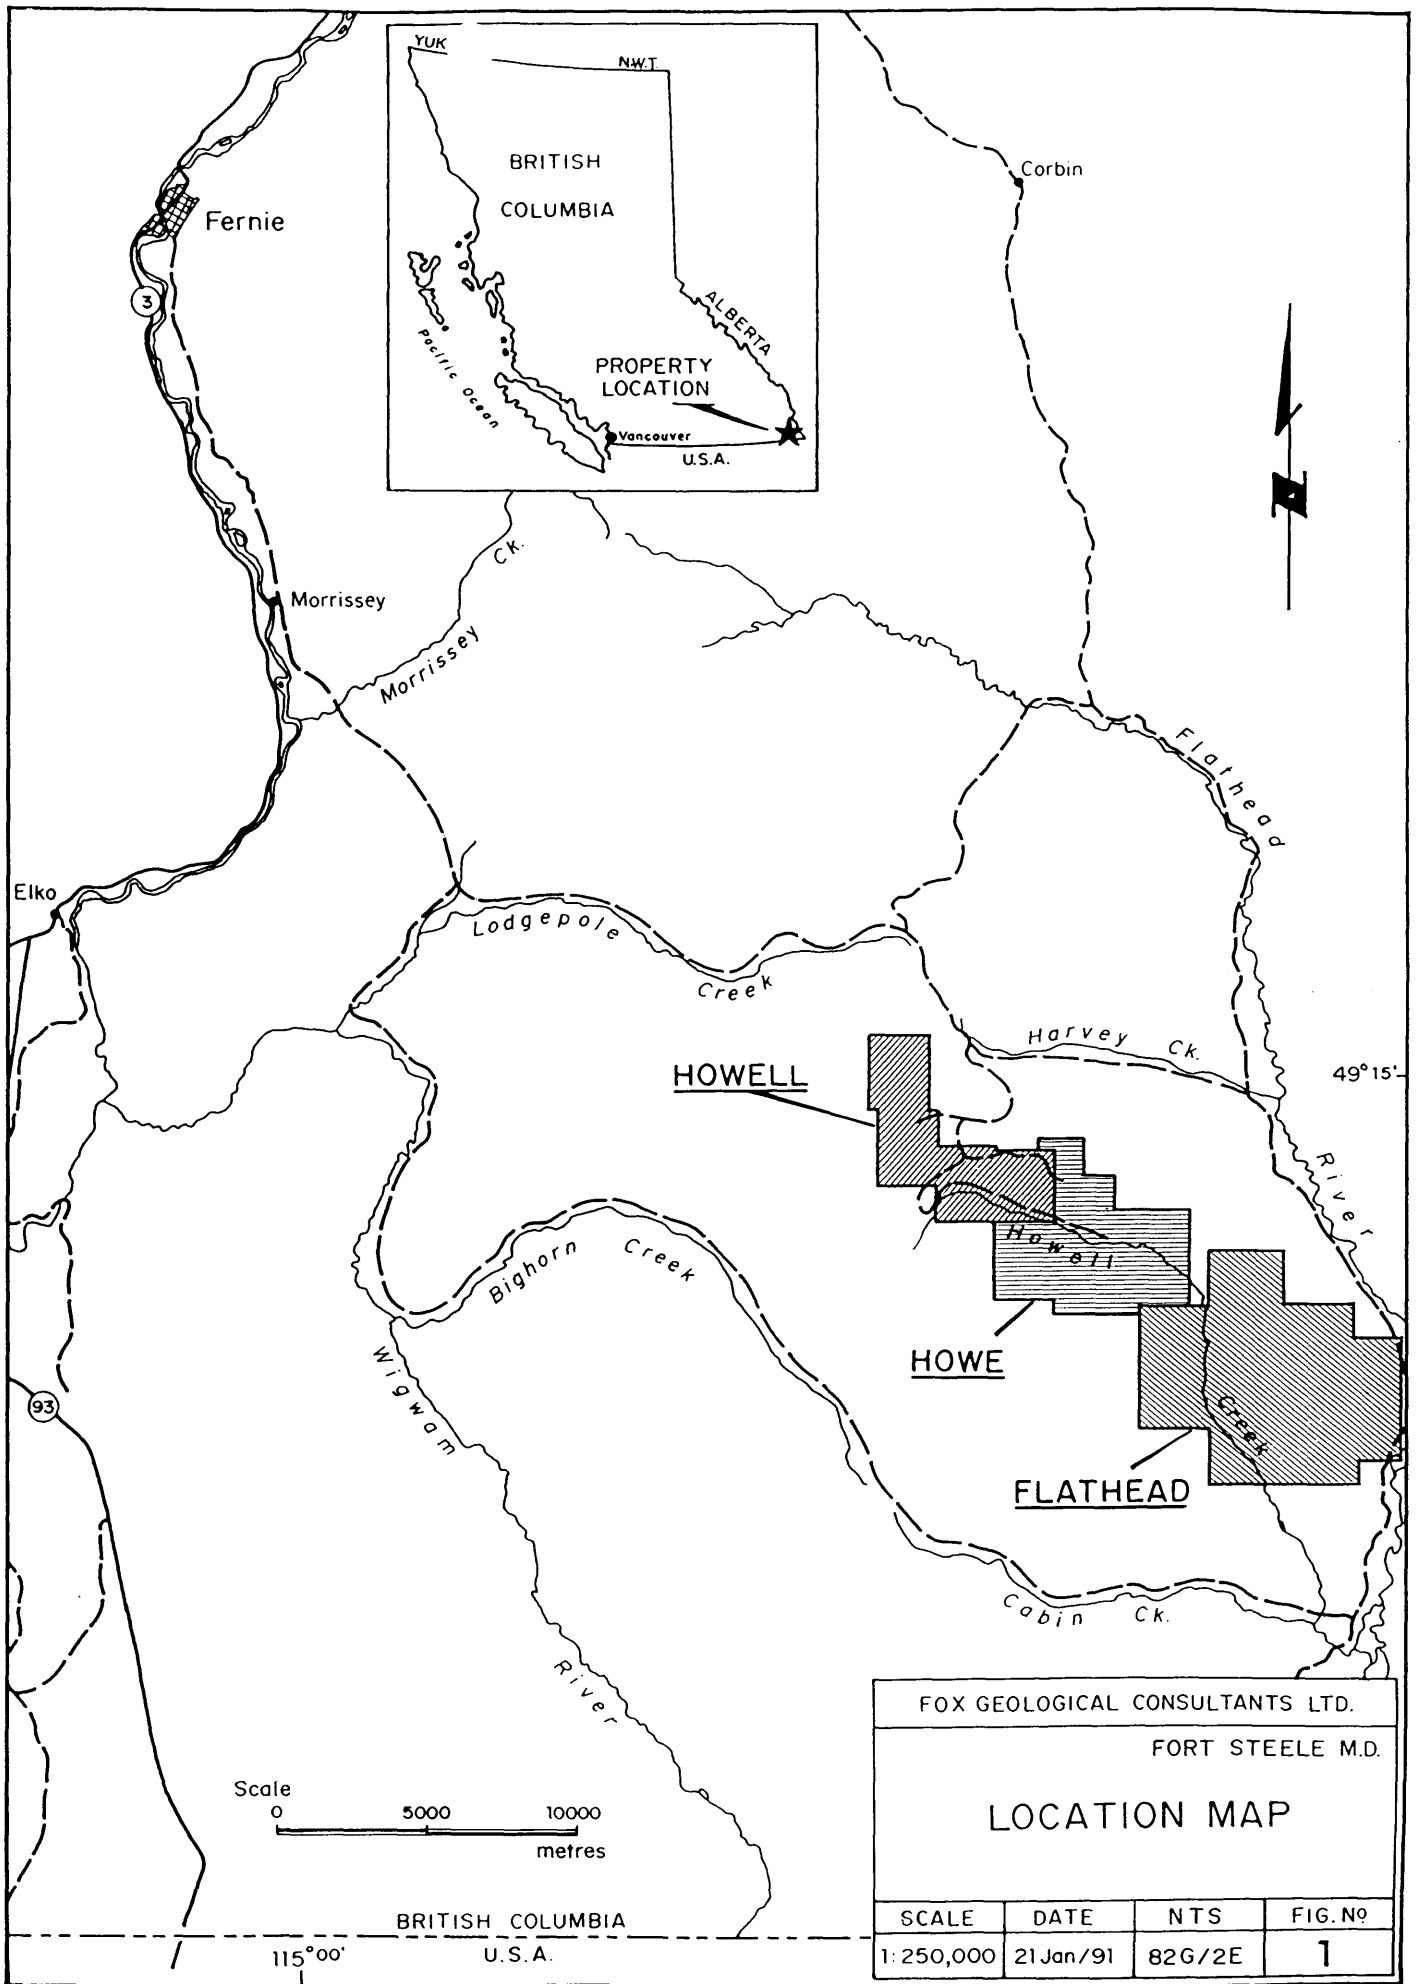 YUK
N.W.T.
BRITISH
COLUMBIA
ALBERTA
Pacific Ocean
PROPERTY
LOCATION
Vancouver
U.S.A.
Corbin
Fernie
3
Morrissey
Morrissey Ck.
Flathead River
Elko
Lodgepole Creek
Harvey Ck.
49°15'
HOWELL
Howell Creek
HOWE
FLATHEAD
Bighorn Creek
Wigwam River
93
Cabin Ck.
Scale
0 5000 10000
metres
BRITISH COLUMBIA
U.S.A.
115°00'
FOX GEOLOGICAL CONSULTANTS LTD.
FORT STEELE M.D.
LOCATION MAP
SCALE DATE NTS FIG. Nº
1:250,000 21 Jan/91 82G/2E 1